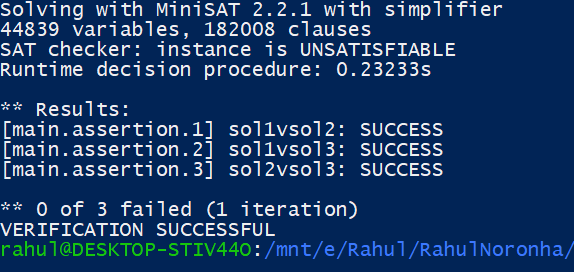 Solving with MiniSAT 2.2.1 with simplifier
44839 variables, 182008 clauses
SAT checker: instance is UNSATISFIABLE
Runtime decision procedure: 0.23233s
** Results:
[main.assertion.1] sol1vsol2: SUCCESS
[main.assertion.2] sol1vsol3: SUCCESS
[main.assertion.3] sol2vsol3: SUCCESS
** 0 of 3 failed (1 iteration)
VERIFICATION SUCCESSFUL
rahul@DESKTOP-STIV44O:/mnt/e/Rahul/RahulNoronha/